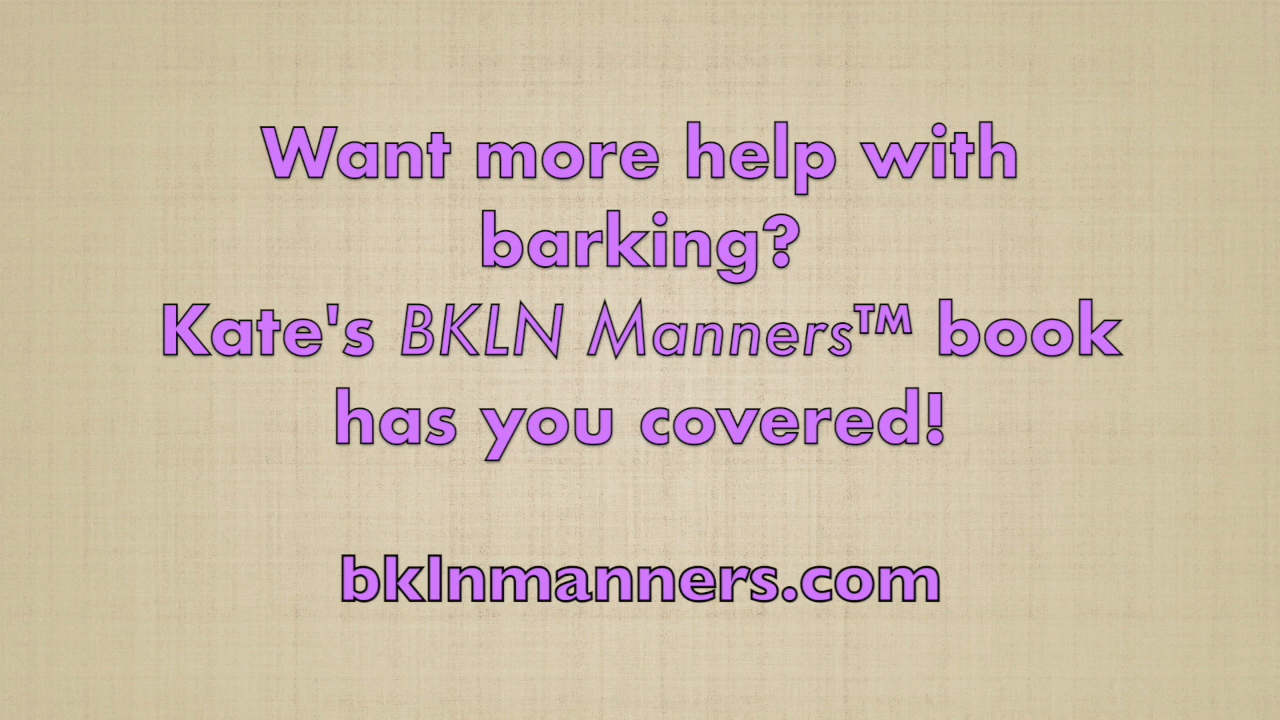 Want more help with
barking?
Kate's BKLN Manners™ book
has you covered!
bklnmanners.com